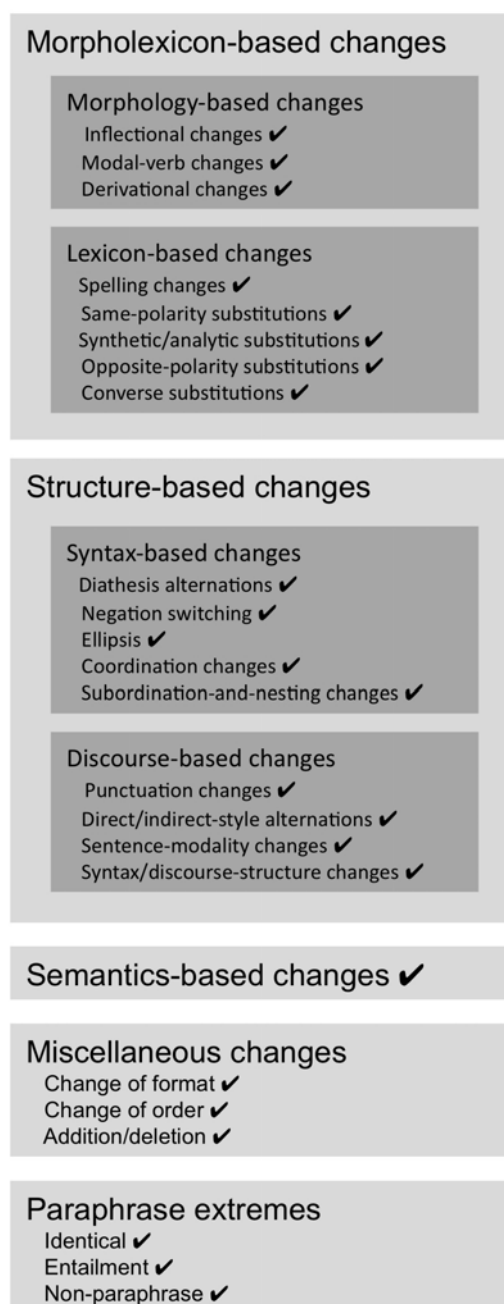 Morpholexicon-based changes
Morphology-based changes
Inflectional changes ✔
Modal-verb changes ✔
Derivational changes ✔
Lexicon-based changes
Spelling changes ✔
Same-polarity substitutions ✔
Synthetic/analytic substitutions ✔
Opposite-polarity substitutions ✔
Converse substitutions ✔
Structure-based changes
Syntax-based changes
Diathesis alternations ✔
Negation switching ✔
Ellipsis ✔
Coordination changes ✔
Subordination-and-nesting changes ✔
Discourse-based changes
Punctuation changes ✔
Direct/indirect-style alternations ✔
Sentence-modality changes ✔
Syntax/discourse-structure changes ✔
Semantics-based changes ✔
Miscellaneous changes
Change of format ✔
Change of order ✔
Addition/deletion ✔
Paraphrase extremes
Identical ✔
Entailment ✔
Non-paraphrase ✔